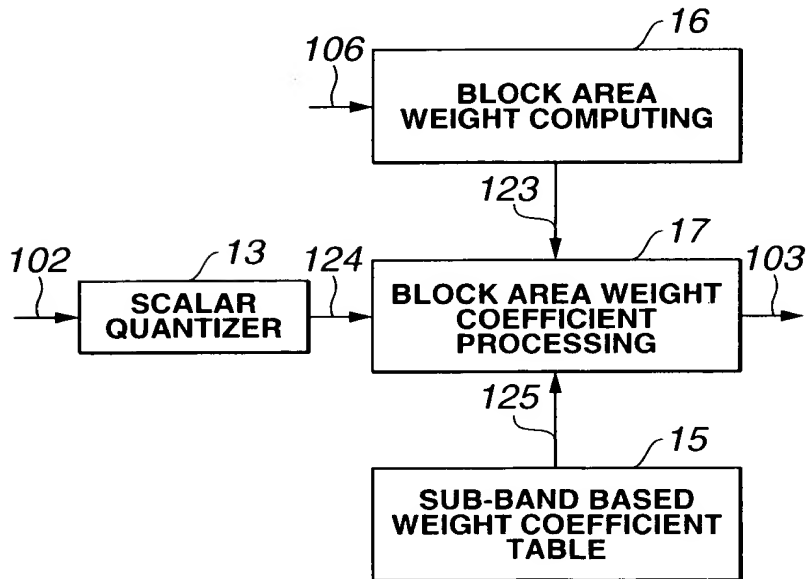 16
106
BLOCK AREA
WEIGHT COMPUTING
123
17
102
13
124
103
SCALAR
QUANTIZER
BLOCK AREA WEIGHT
COEFFICIENT
PROCESSING
125
15
SUB-BAND BASED
WEIGHT COEFFICIENT
TABLE